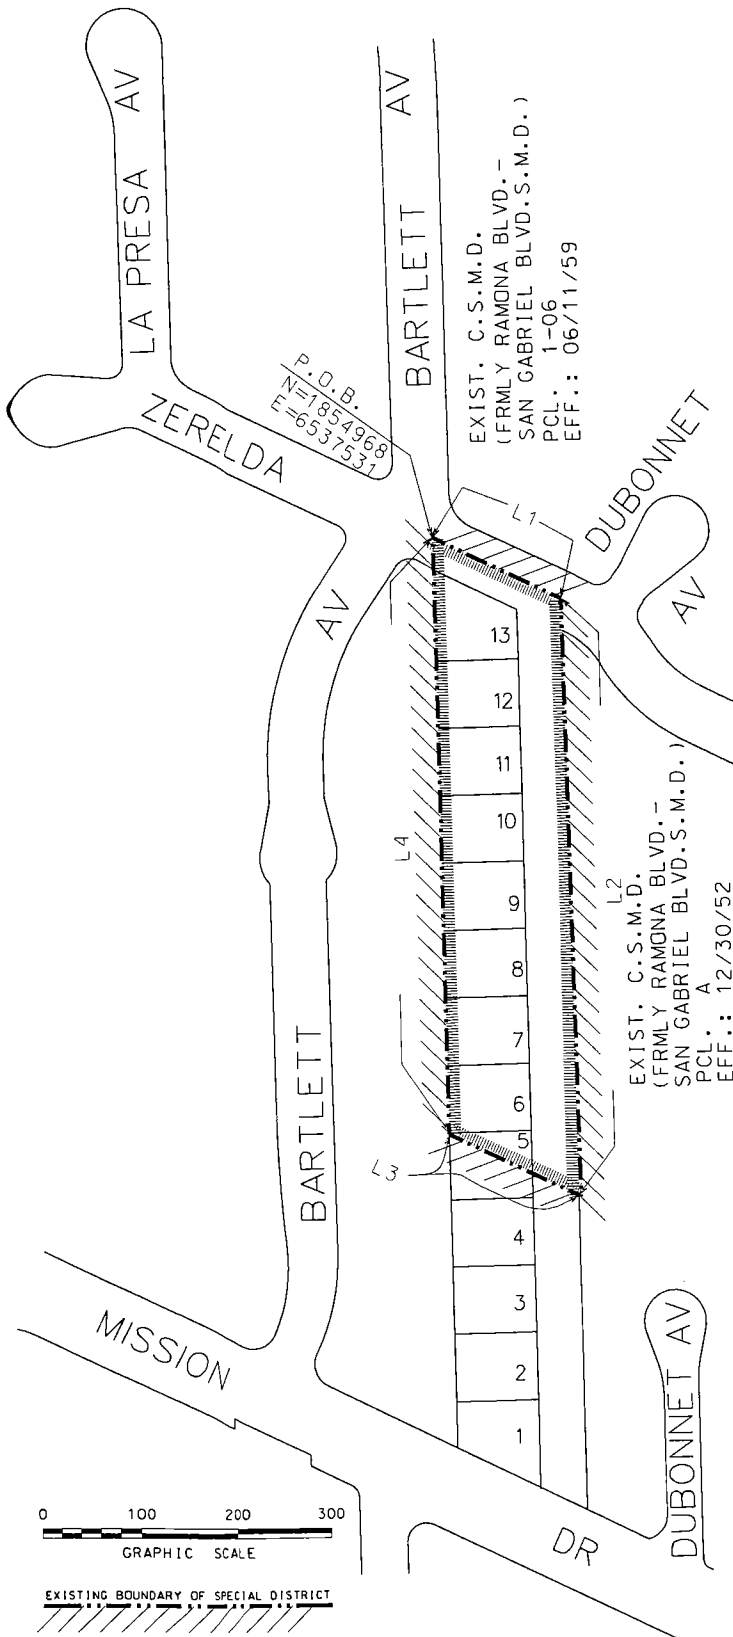 LA PRESA AV
BARTLETT AV
ZERELDA
AV
P.O.B.
N=1854968
E=6537531
EXIST. C.S.M.D.
(FRMLY RAMONA BLVD.-
SAN GABRIEL BLVD.S.M.D.)
PCL. 1-06
EFF.: 06/11/59
L1
DUBONNET
AV
13
12
11
10
9
8
7
6
5
4
3
2
1
L4
L2
EXIST. C.S.M.D.
(FRMLY RAMONA BLVD.-
SAN GABRIEL BLVD.S.M.D.)
PCL. A
EFF.: 12/30/52
L3
BARTLETT
MISSION
DR
DUBONNET AV
0 100 200 300
GRAPHIC SCALE
EXISTING BOUNDARY OF SPECIAL DISTRICT